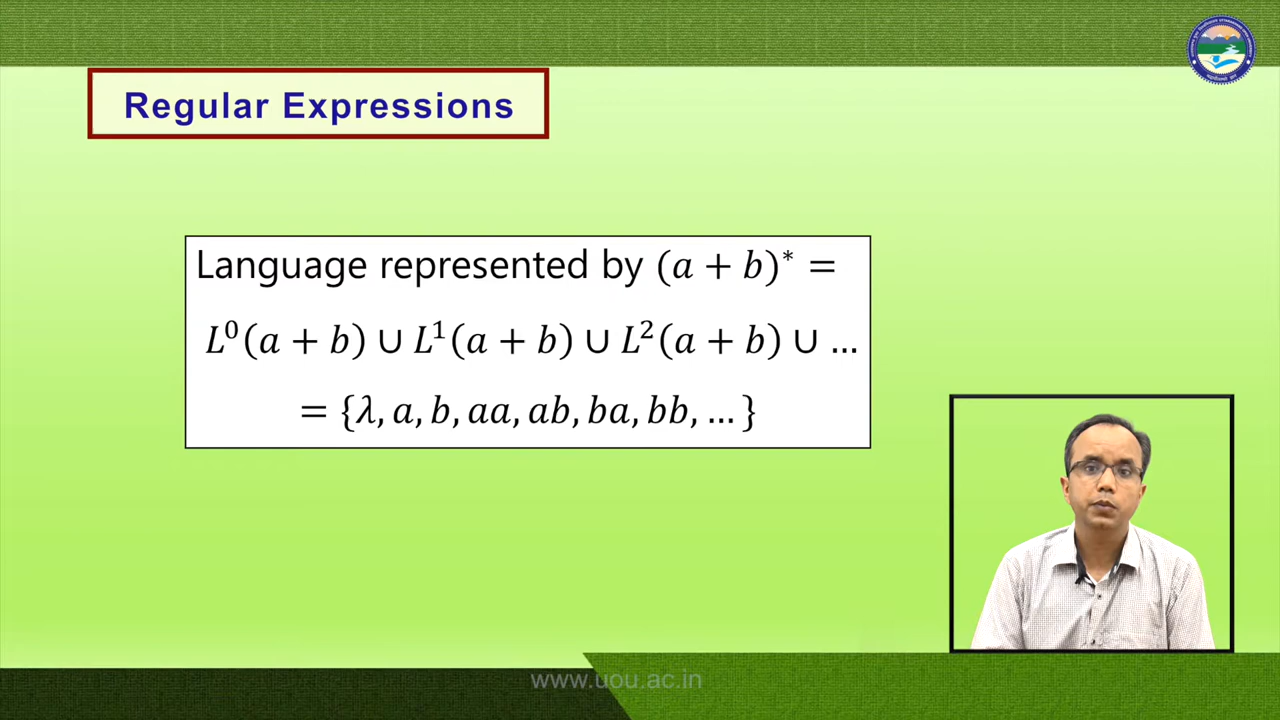 Regular Expressions
Language represented by (𝑎 + 𝑏)* =
𝐿⁰(𝑎 + 𝑏) ∪ 𝐿¹(𝑎 + 𝑏) ∪ 𝐿²(𝑎 + 𝑏) ∪ …
= {𝜆, 𝑎, 𝑏, 𝑎𝑎, 𝑎𝑏, 𝑏𝑎, 𝑏𝑏, … }
www.uou.ac.in